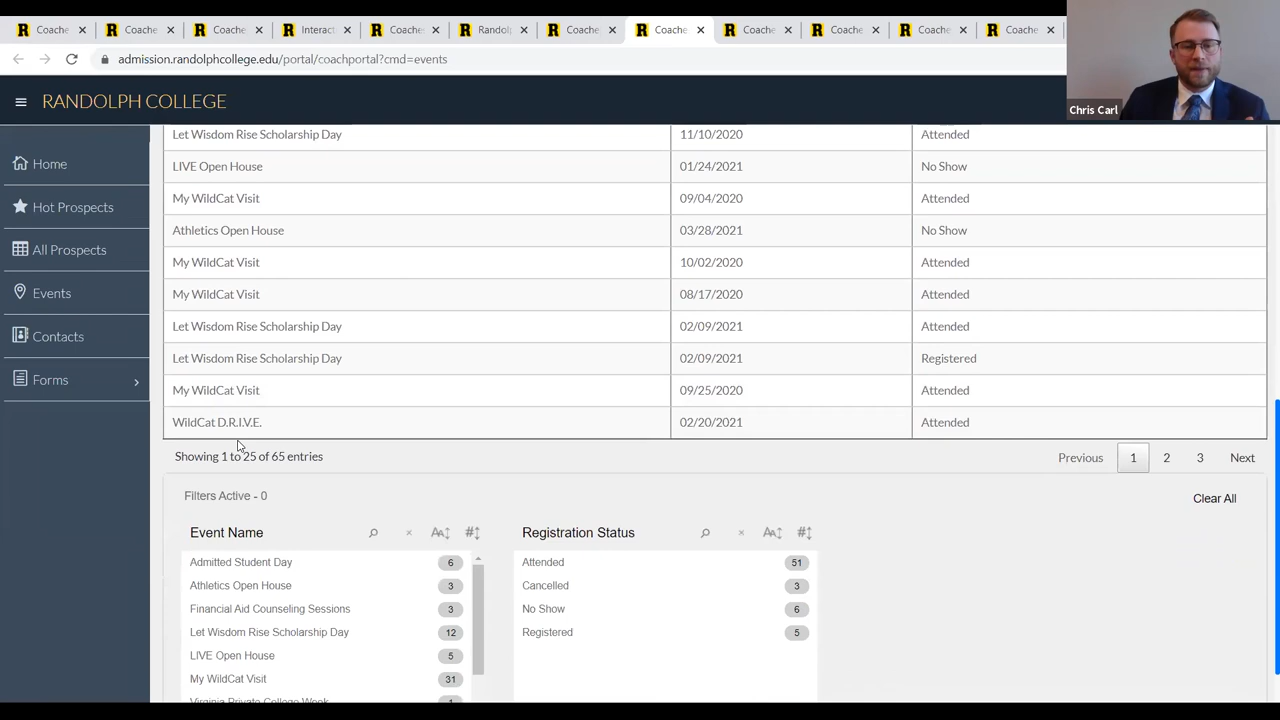 Coache
Coache
Coache
Interact
Coache
Randol
Coache
Coache
Coache
Coache
Coache
Coache
admission.randolphcollege.edu/portal/coachportal?cmd=events
Chris Carl
RANDOLPH COLLEGE
Home
Hot Prospects
All Prospects
Events
Contacts
Forms
Let Wisdom Rise Scholarship Day 11/10/2020 Attended
LIVE Open House 01/24/2021 No Show
My WildCat Visit 09/04/2020 Attended
Athletics Open House 03/28/2021 No Show
My WildCat Visit 10/02/2020 Attended
My WildCat Visit 08/17/2020 Attended
Let Wisdom Rise Scholarship Day 02/09/2021 Attended
Let Wisdom Rise Scholarship Day 02/09/2021 Registered
My WildCat Visit 09/25/2020 Attended
WildCat D.R.I.V.E. 02/20/2021 Attended
Showing 1 to 25 of 65 entries
Previous 1 2 3 Next
Filters Active - 0
Clear All
Event Name
Admitted Student Day 6
Athletics Open House 3
Financial Aid Counseling Sessions 3
Let Wisdom Rise Scholarship Day 12
LIVE Open House 5
My WildCat Visit 31
Virginia Private College Week 1
Registration Status
Attended 51
Cancelled 3
No Show 6
Registered 5